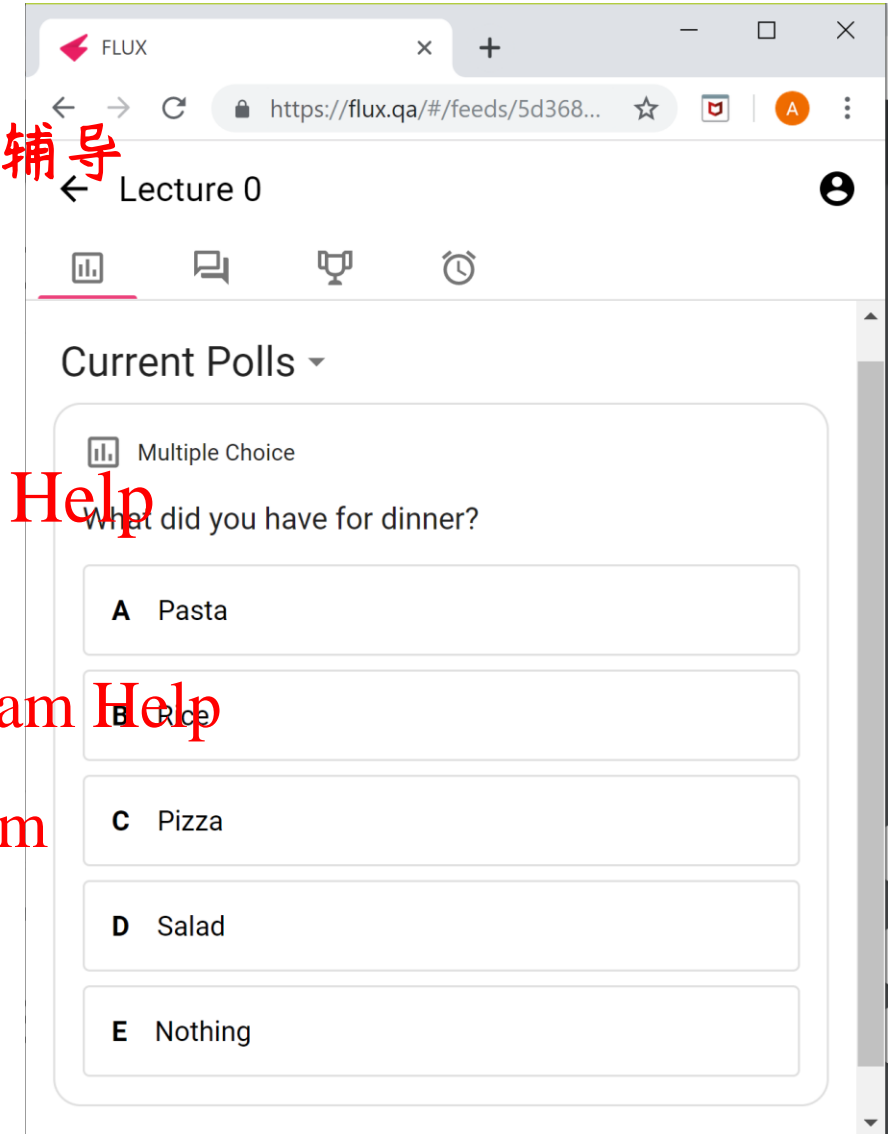 FLUX
https://flux.qa/#/feeds/5d368...
A
辅导
Lecture 0
Current Polls
Multiple Choice
Help
What did you have for dinner?
A Pasta
am Help
B Rice
m
C Pizza
D Salad
E Nothing